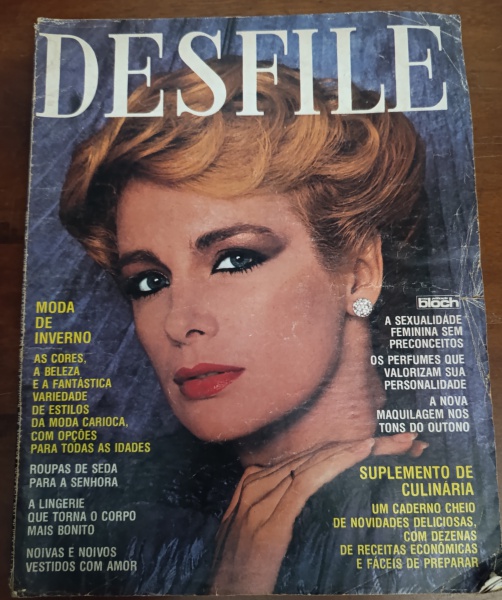 DESFILE
MODA
DE
INVERNO
AS CORES,
A BELEZA
E A FANTÁSTICA
VARIEDADE
DE ESTILOS
DA MODA CARIOCA,
COM OPÇÕES
PARA TODAS AS IDADES
ROUPAS DE SEDA
PARA A SENHORA
A LINGERIE
QUE TORNA O CORPO
MAIS BONITO
NOIVAS E NOIVOS
VESTIDOS COM AMOR
bloch
A SEXUALIDADE
FEMININA SEM
PRECONCEITOS
OS PERFUMES QUE
VALORIZAM SUA
PERSONALIDADE
A NOVA
MAQUILAGEM NOS
TONS DO OUTONO
SUPLEMENTO DE
CULINÁRIA
UM CADERNO CHEIO
DE NOVIDADES DELICIOSAS,
COM DEZENAS
DE RECEITAS ECONÔMICAS
E FÁCEIS DE PREPARAR